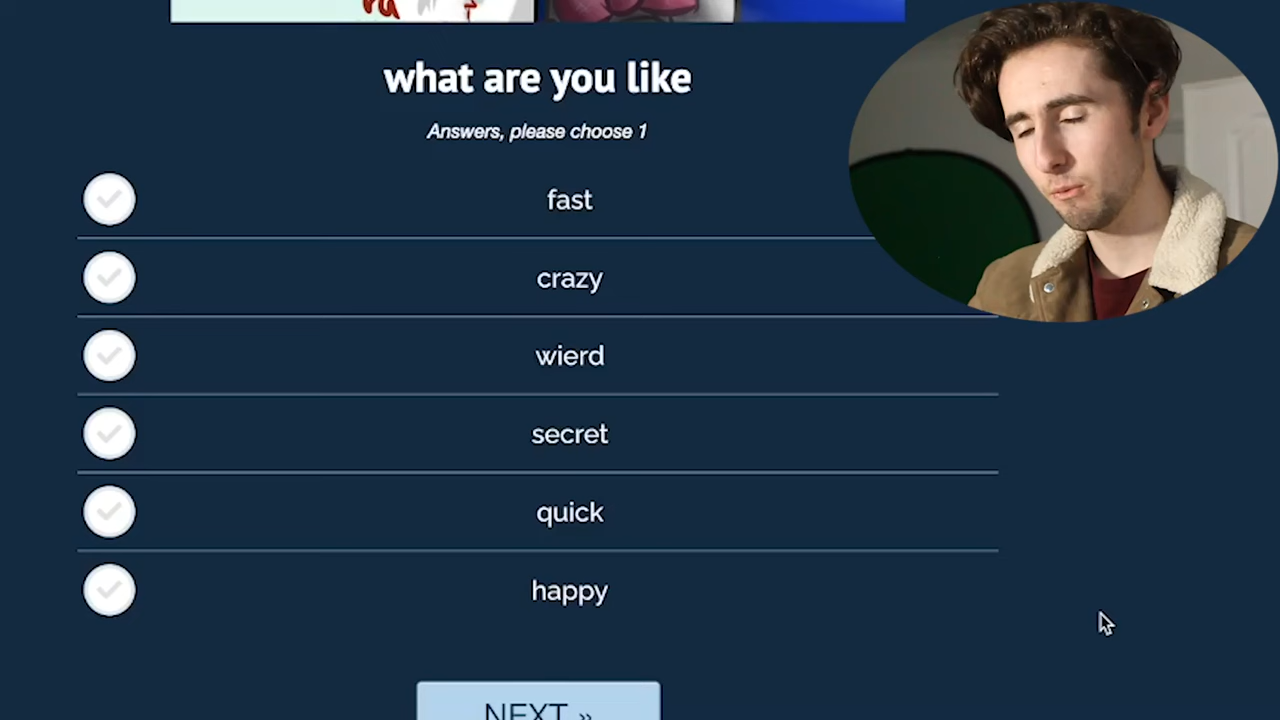 what are you like
Answers, please choose 1
fast
crazy
wierd
secret
quick
happy
NEXT »